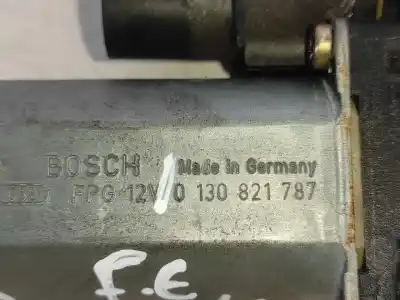 BOSCH Made in Germany
FPG 12V 0 130 821 787
F.E